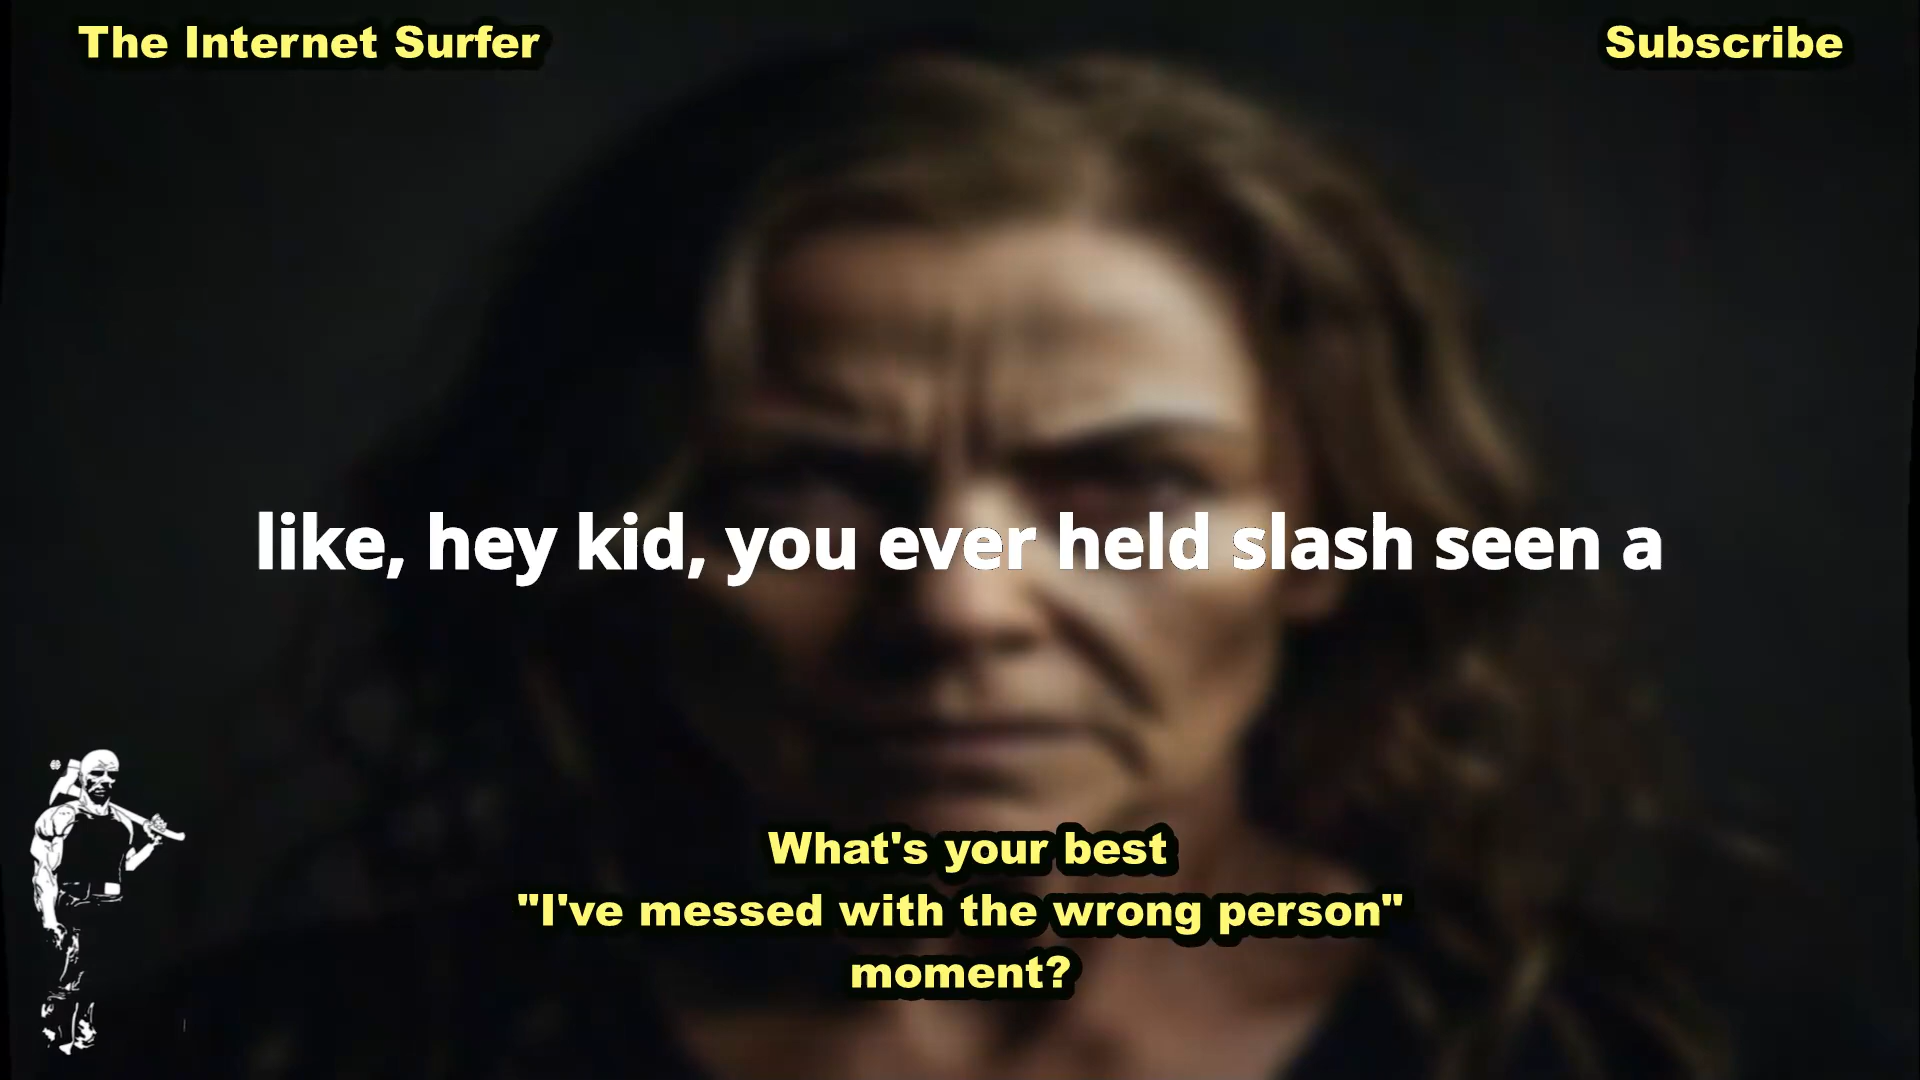 The Internet Surfer
Subscribe
like, hey kid, you ever held slash seen a
What's your best
"I've messed with the wrong person"
moment?